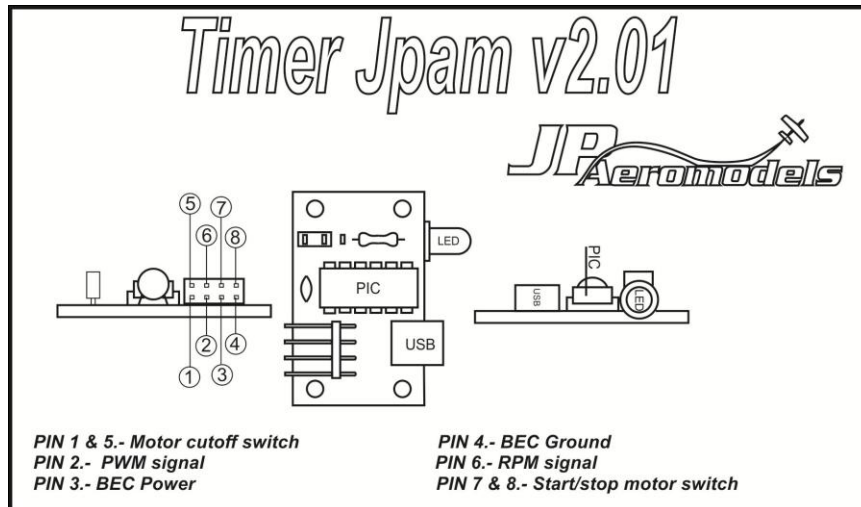 Timer Jpam v2.01
JP Aeromodels
5
7
6
8
2
4
1
3
LED
PIC
USB
USB
PIC
LED
PIN 1 & 5.- Motor cutoff switch
PIN 2.- PWM signal
PIN 3.- BEC Power
PIN 4.- BEC Ground
PIN 6.- RPM signal
PIN 7 & 8.- Start/stop motor switch